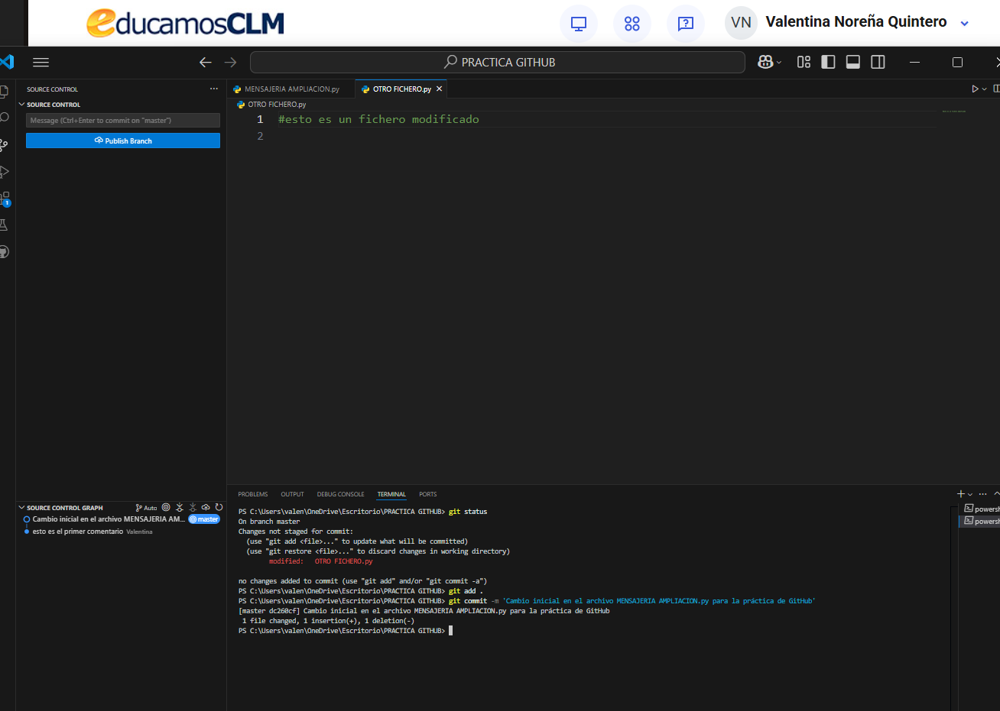 educamosCLM
VN Valentina Noreña Quintero
PRACTICA GITHUB
SOURCE CONTROL ···
SOURCE CONTROL
Message (Ctrl+Enter to commit on "master")
Publish Branch
1
MENSAJERIA AMPLIACION.py
OTRO FICHERO.py
OTRO FICHERO.py
1 #esto es un fichero modificado
2
SOURCE CONTROL GRAPH Auto
Cambio inicial en el archivo MENSAJERIA AM... master
esto es el primer comentario Valentina
PROBLEMS OUTPUT DEBUG CONSOLE TERMINAL PORTS
PS C:\Users\valen\OneDrive\Escritorio\PRACTICA GITHUB> git status
On branch master
Changes not staged for commit:
(use "git add <file>..." to update what will be committed)
(use "git restore <file>..." to discard changes in working directory)
modified: OTRO FICHERO.py
no changes added to commit (use "git add" and/or "git commit -a")
PS C:\Users\valen\OneDrive\Escritorio\PRACTICA GITHUB> git add .
PS C:\Users\valen\OneDrive\Escritorio\PRACTICA GITHUB> git commit -m 'Cambio inicial en el archivo MENSAJERIA AMPLIACION.py para la práctica de GitHub'
[master dc260cf] Cambio inicial en el archivo MENSAJERIA AMPLIACION.py para la práctica de GitHub
1 file changed, 1 insertion(+), 1 deletion(-)
PS C:\Users\valen\OneDrive\Escritorio\PRACTICA GITHUB>
powersh
powersh